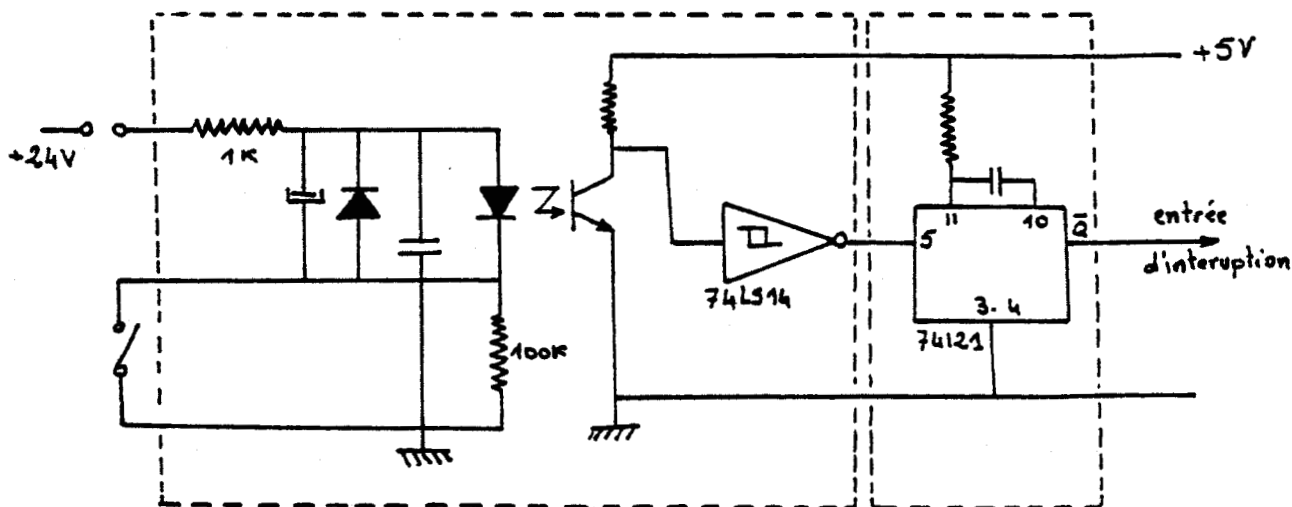 +5V
+24V
1K
74LS14
5
11
10
Q̅
3. 4
74121
entrée
d'interuption
100K